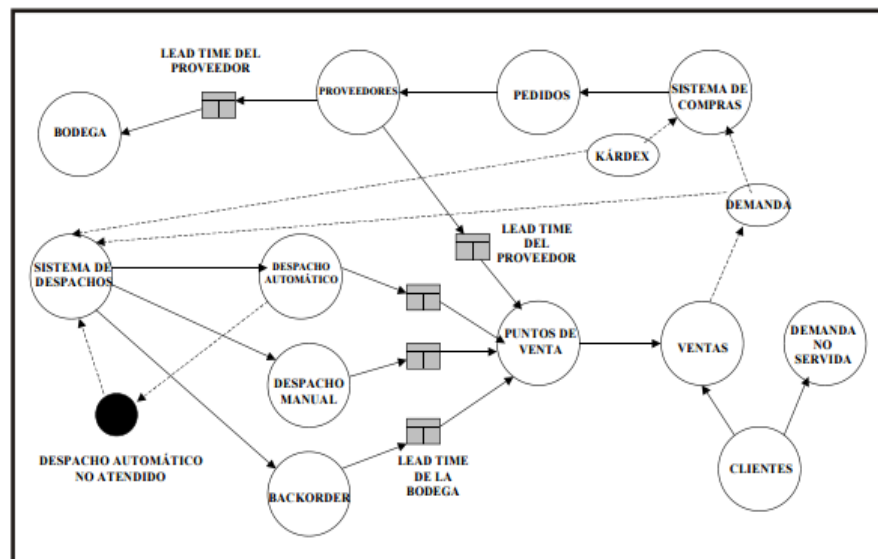 LEAD TIME DEL
PROVEEDOR
BODEGA
PROVEEDORES
PEDIDOS
SISTEMA DE
COMPRAS
KÁRDEX
DEMANDA
LEAD TIME
DEL
PROVEEDOR
SISTEMA DE
DESPACHOS
DESPACHO
AUTOMÁTICO
PUNTOS DE
VENTA
VENTAS
DEMANDA
NO
SERVIDA
DESPACHO
MANUAL
DESPACHO AUTOMÁTICO
NO ATENDIDO
BACKORDER
LEAD TIME
DE LA
BODEGA
CLIENTES